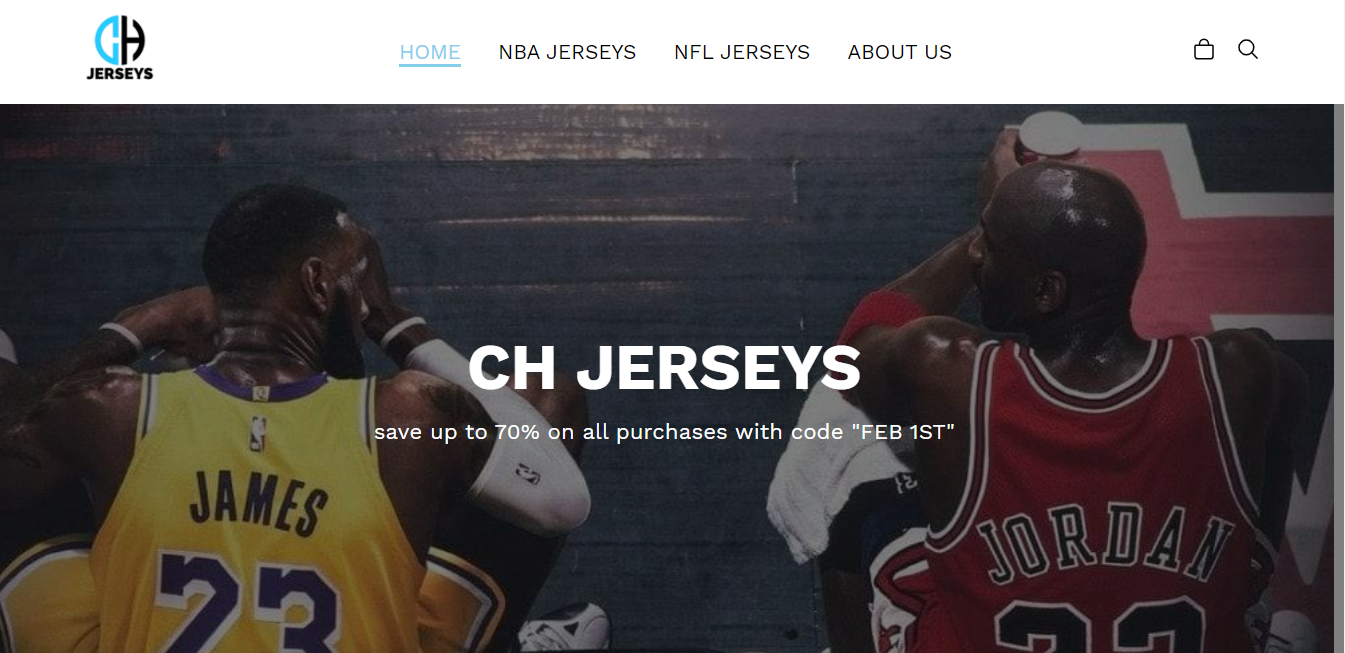 CH
JERSEYS
HOME
NBA JERSEYS
NFL JERSEYS
ABOUT US
CH JERSEYS
save up to 70% on all purchases with code "FEB 1ST"
JAMES
23
JORDAN
23